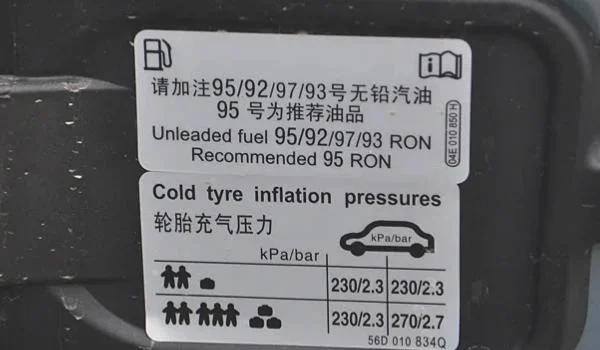 请加注95/92/97/93号无铅汽油
95 号为推荐油品
Unleaded fuel 95/92/97/93 RON
Recommended 95 RON
04E 010 850 H
Cold tyre inflation pressures
轮胎充气压力
kPa/bar
kPa/bar
230/2.3 230/2.3
230/2.3 270/2.7
56D 010 834Q